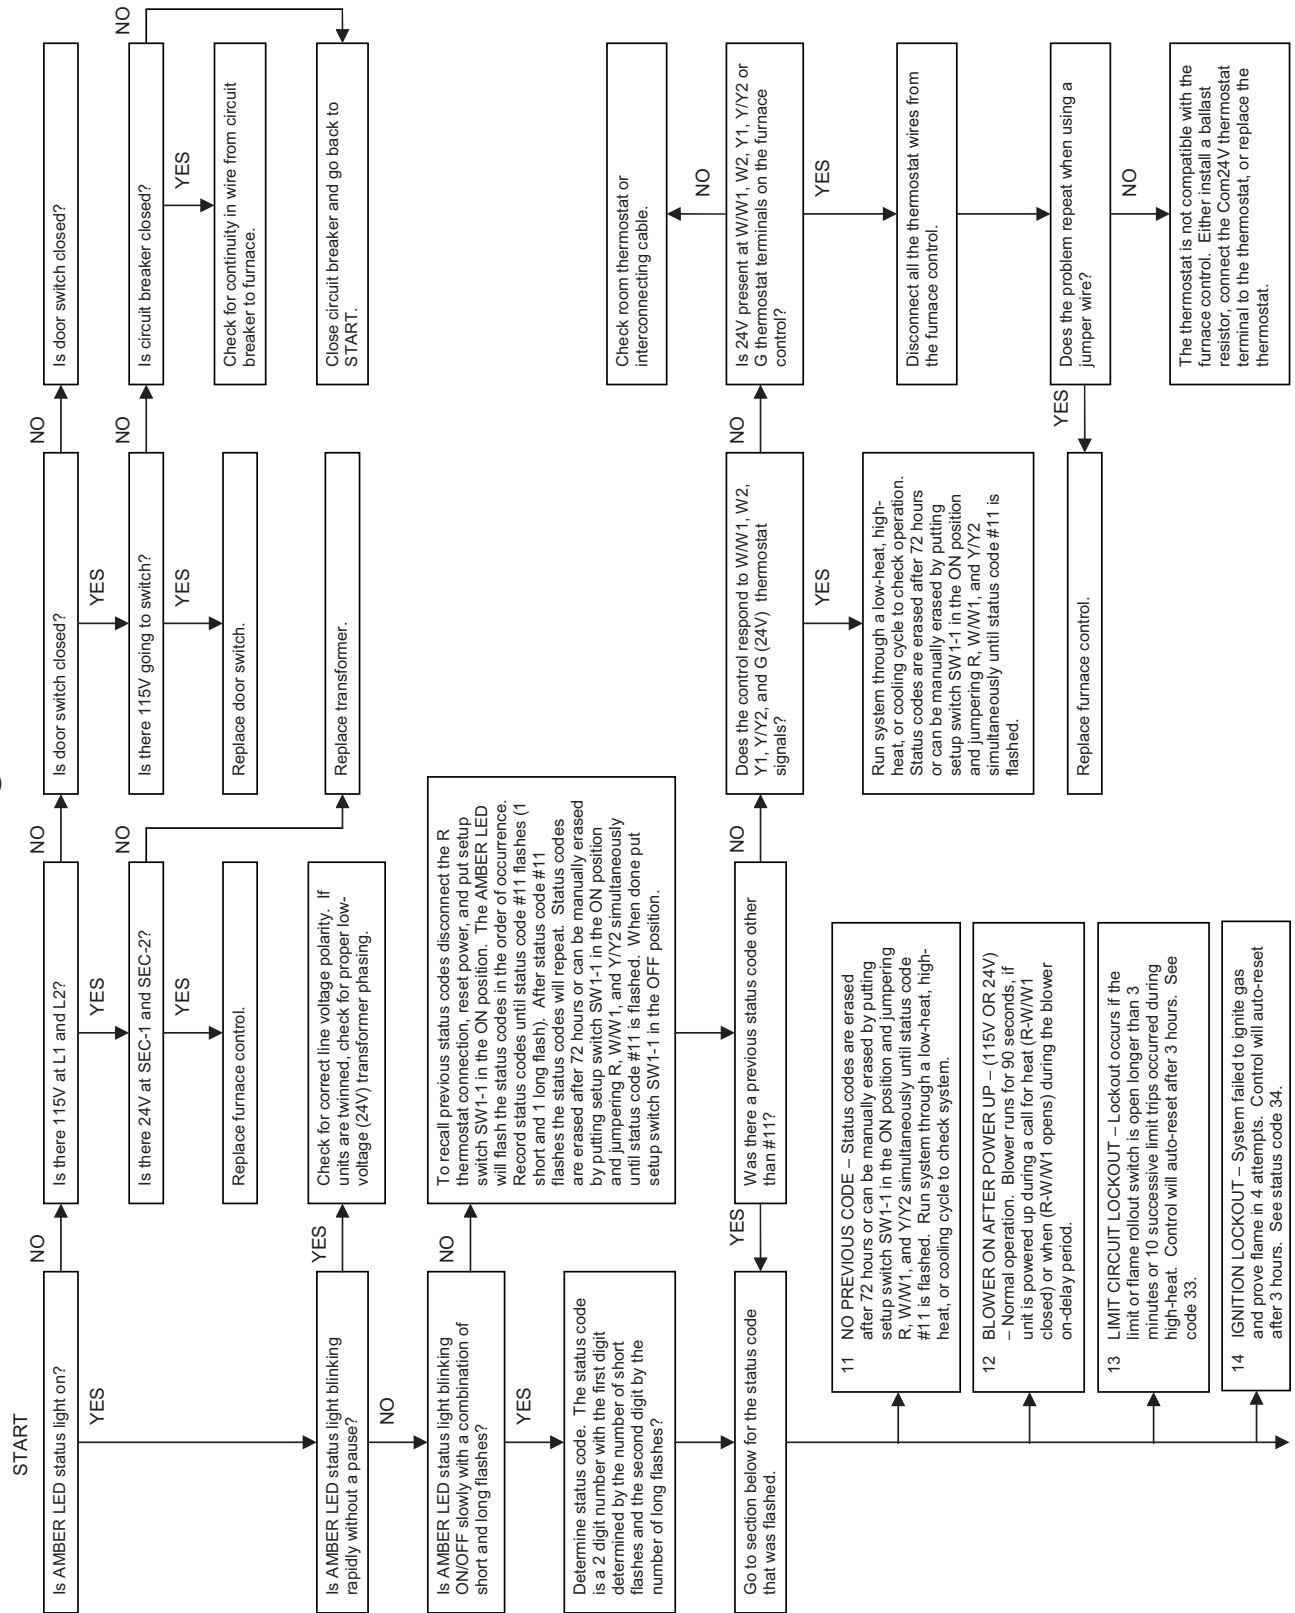 START
Is AMBER LED status light on?
NO
YES
Is there 115V at L1 and L2?
NO
YES
Is door switch closed?
NO
YES
Is door switch closed?
Is there 24V at SEC-1 and SEC-2?
NO
YES
Is there 115V going to switch?
NO
YES
Is circuit breaker closed?
NO
YES
Replace furnace control.
Replace door switch.
Check for continuity in wire from circuit
breaker to furnace.
Is AMBER LED status light blinking
rapidly without a pause?
YES
NO
Check for correct line voltage polarity. If
units are twinned, check for proper low-
voltage (24V) transformer phasing.
Replace transformer.
Close circuit breaker and go back to
START.
Is AMBER LED status light blinking
ON/OFF slowly with a combination of
short and long flashes?
NO
YES
To recall previous status codes disconnect the R
thermostat connection, reset power, and put setup
switch SW1-1 in the ON position. The AMBER LED
will flash the status codes in the order of occurrence.
Record status codes until status code #11 flashes (1
short and 1 long flash). After status code #11
flashes the status codes will repeat. Status codes
are erased after 72 hours or can be manually erased
by putting setup switch SW1-1 in the ON position
and jumpering R, W/W1, and Y/Y2 simultaneously
until status code #11 is flashed. When done put
setup switch SW1-1 in the OFF position.
Determine status code. The status code
is a 2 digit number with the first digit
determined by the number of short
flashes and the second digit by the
number of long flashes?
Check room thermostat or
interconnecting cable.
NO
Go to section below for the status code
that was flashed.
YES
Was there a previous status code other
than #11?
NO
Does the control respond to W/W1, W2,
Y1, Y/Y2, and G (24V) thermostat
signals?
NO
YES
Is 24V present at W/W1, W2, Y1, Y/Y2 or
G thermostat terminals on the furnace
control?
YES
Run system through a low-heat, high-
heat, or cooling cycle to check operation.
Status codes are erased after 72 hours
or can be manually erased by putting
setup switch SW1-1 in the ON position
and jumpering R, W/W1, and Y/Y2
simultaneously until status code #11 is
flashed.
Disconnect all the thermostat wires from
the furnace control.
Replace furnace control.
YES
Does the problem repeat when using a
jumper wire?
NO
The thermostat is not compatible with the
furnace control. Either install a ballast
resistor, connect the Com24V thermostat
terminal to the thermostat, or replace the
thermostat.
11 NO PREVIOUS CODE – Status codes are erased
after 72 hours or can be manually erased by putting
setup switch SW1-1 in the ON position and jumpering
R, W/W1, and Y/Y2 simultaneously until status code
#11 is flashed. Run system through a low-heat, high-
heat, or cooling cycle to check system.
12 BLOWER ON AFTER POWER UP – (115V OR 24V)
– Normal operation. Blower runs for 90 seconds, if
unit is powered up during a call for heat (R-W/W1
closed) or when (R-W/W1 opens) during the blower
on-delay period.
13 LIMIT CIRCUIT LOCKOUT – Lockout occurs if the
limit or flame rollout switch is open longer than 3
minutes or 10 successive limit trips occurred during
high-heat. Control will auto-reset after 3 hours. See
code 33.
14 IGNITION LOCKOUT – System failed to ignite gas
and prove flame in 4 attempts. Control will auto-reset
after 3 hours. See status code 34.